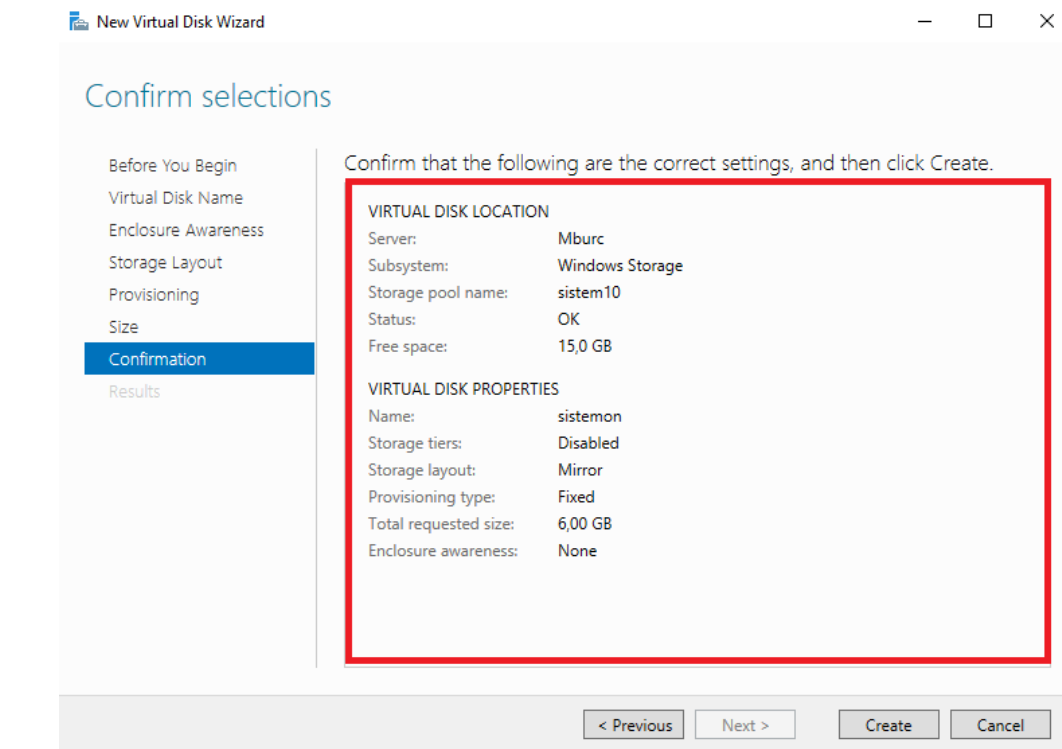 New Virtual Disk Wizard
Confirm selections
Before You Begin
Virtual Disk Name
Enclosure Awareness
Storage Layout
Provisioning
Size
Confirmation
Results
Confirm that the following are the correct settings, and then click Create.
VIRTUAL DISK LOCATION
Server: Mburc
Subsystem: Windows Storage
Storage pool name: sistem10
Status: OK
Free space: 15,0 GB
VIRTUAL DISK PROPERTIES
Name: sistemon
Storage tiers: Disabled
Storage layout: Mirror
Provisioning type: Fixed
Total requested size: 6,00 GB
Enclosure awareness: None
< Previous Next > Create Cancel